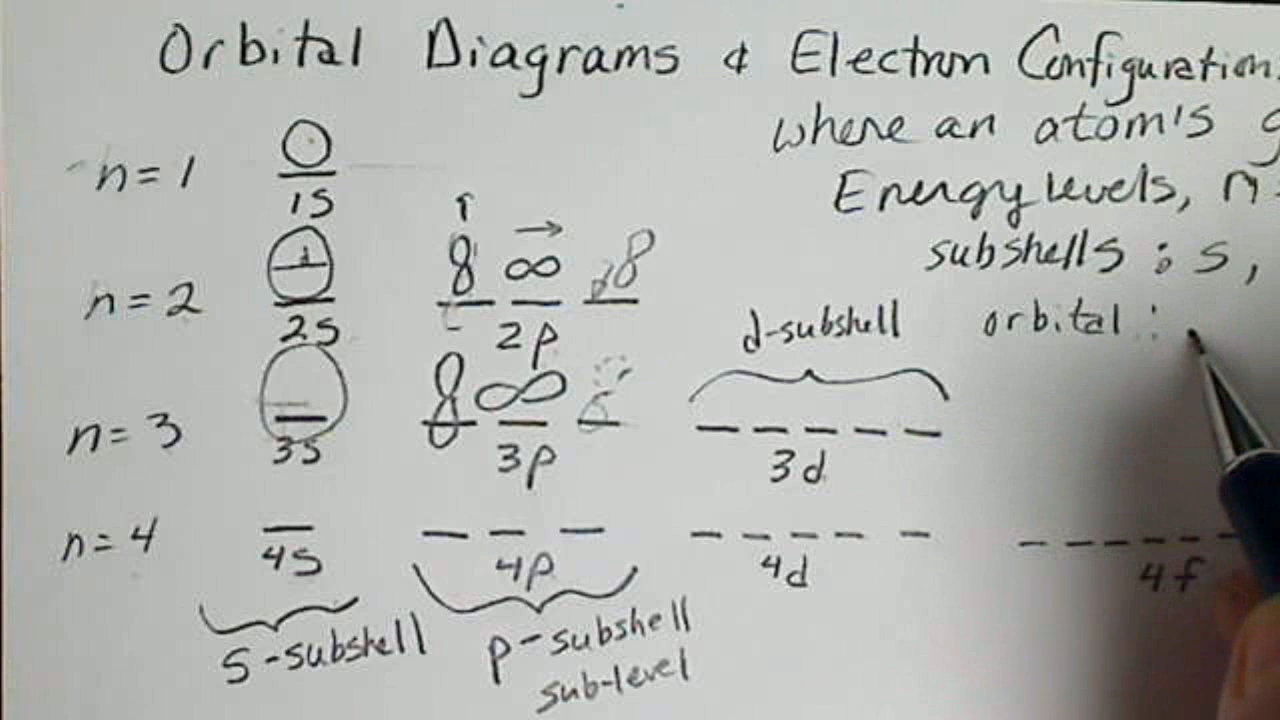 Orbital Diagrams & Electron Configuration
where an atom's
Energy levels, n
subshells : s,
orbital :
n = 1
1s
n = 2
2s
2p
d-subshell
n = 3
3s
3p
3d
n = 4
4s
4p
4d
4f
s-subshell
p-subshell
sub-level